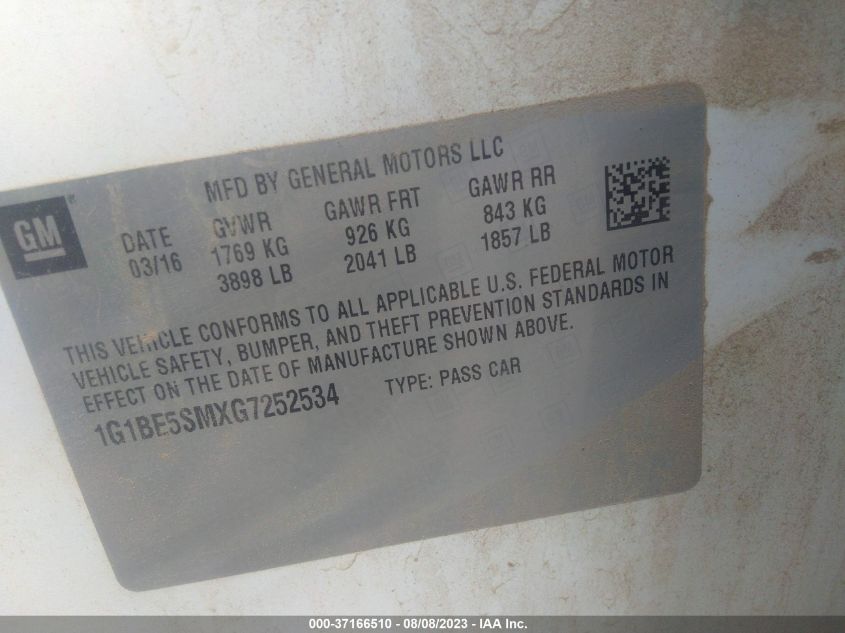 MFD BY GENERAL MOTORS LLC
GM
DATE GVWR GAWR FRT GAWR RR
03/16 1769 KG 926 KG 843 KG
3898 LB 2041 LB 1857 LB
THIS VEHICLE CONFORMS TO ALL APPLICABLE U.S. FEDERAL MOTOR
VEHICLE SAFETY, BUMPER, AND THEFT PREVENTION STANDARDS IN
EFFECT ON THE DATE OF MANUFACTURE SHOWN ABOVE.
1G1BE5SMXG7252534 TYPE: PASS CAR
000-37166510 - 08/08/2023 - IAA Inc.